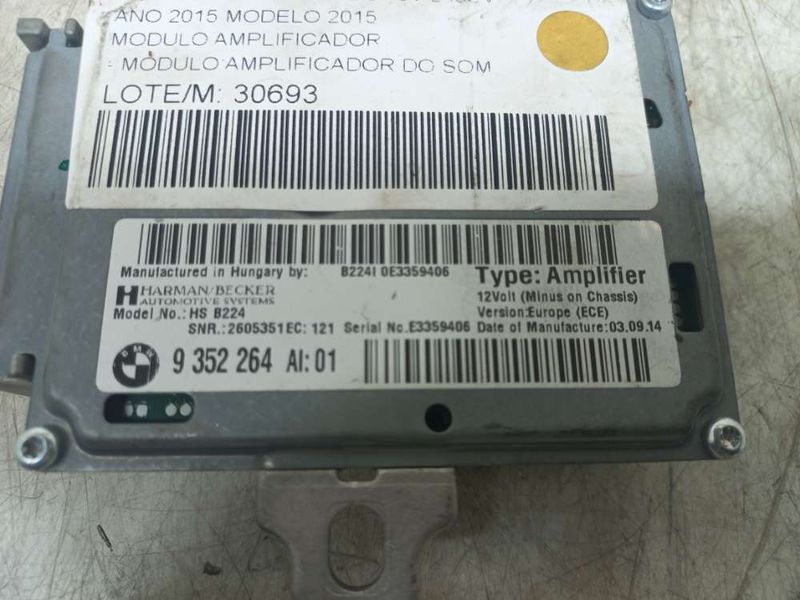 ANO 2015 MODELO 2015
MODULO AMPLIFICADOR
- MÓDULO AMPLIFICADOR DO SOM
LOTE/M: 30693
Manufactured in Hungary by:
B224I 0E3359406
Type: Amplifier
HARMAN/BECKER
AUTOMOTIVE SYSTEMS
12Volt (Minus on Chassis)
Model No.: HS B224
Version:Europe (ECE)
SNR.:2605351EC: 121 Serial No.E3359406 Date of Manufacture:03.09.14
BMW 9 352 264 AI:01